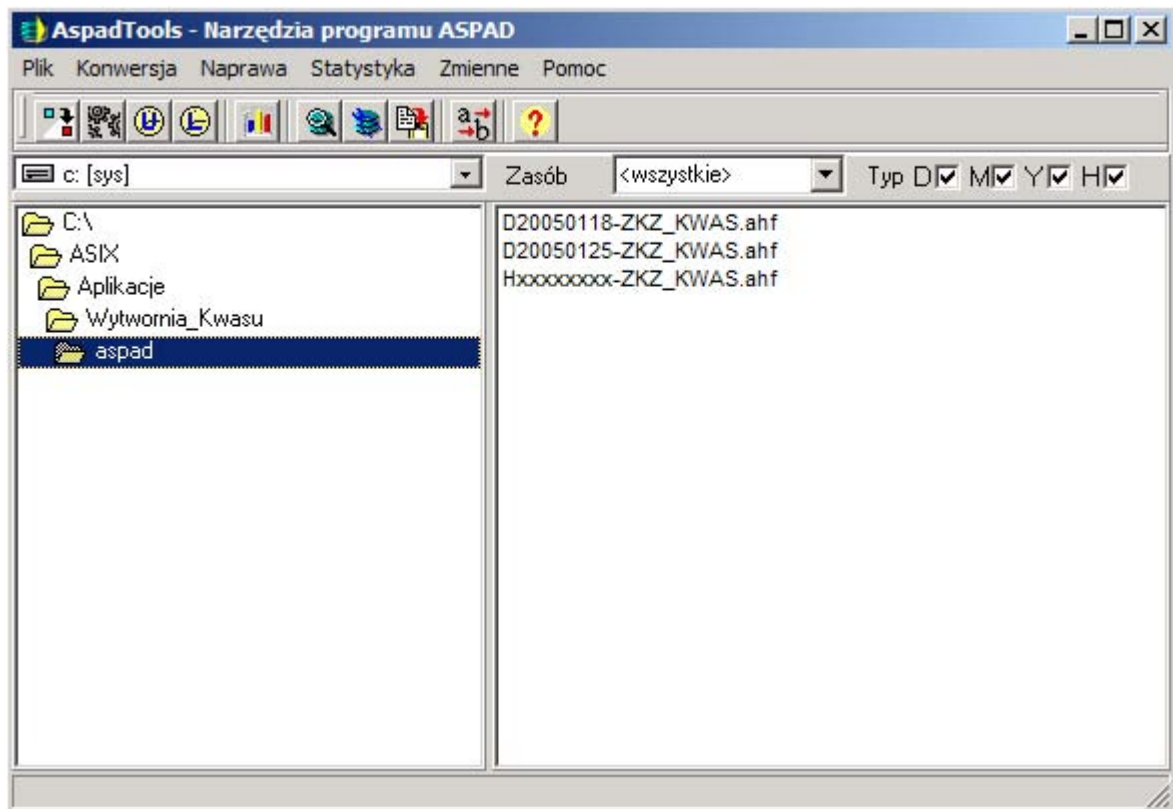 AspadTools - Narzędzia programu ASPAD
Plik Konwersja Naprawa Statystyka Zmienne Pomoc
a b ?
c: [sys] Zasób <wszystkie> Typ D M Y H
C:\
ASIX
Aplikacje
Wytwornia_Kwasu
aspad
D20050118-ZKZ_KWAS.ahf
D20050125-ZKZ_KWAS.ahf
Hxxxxxxxx-ZKZ_KWAS.ahf